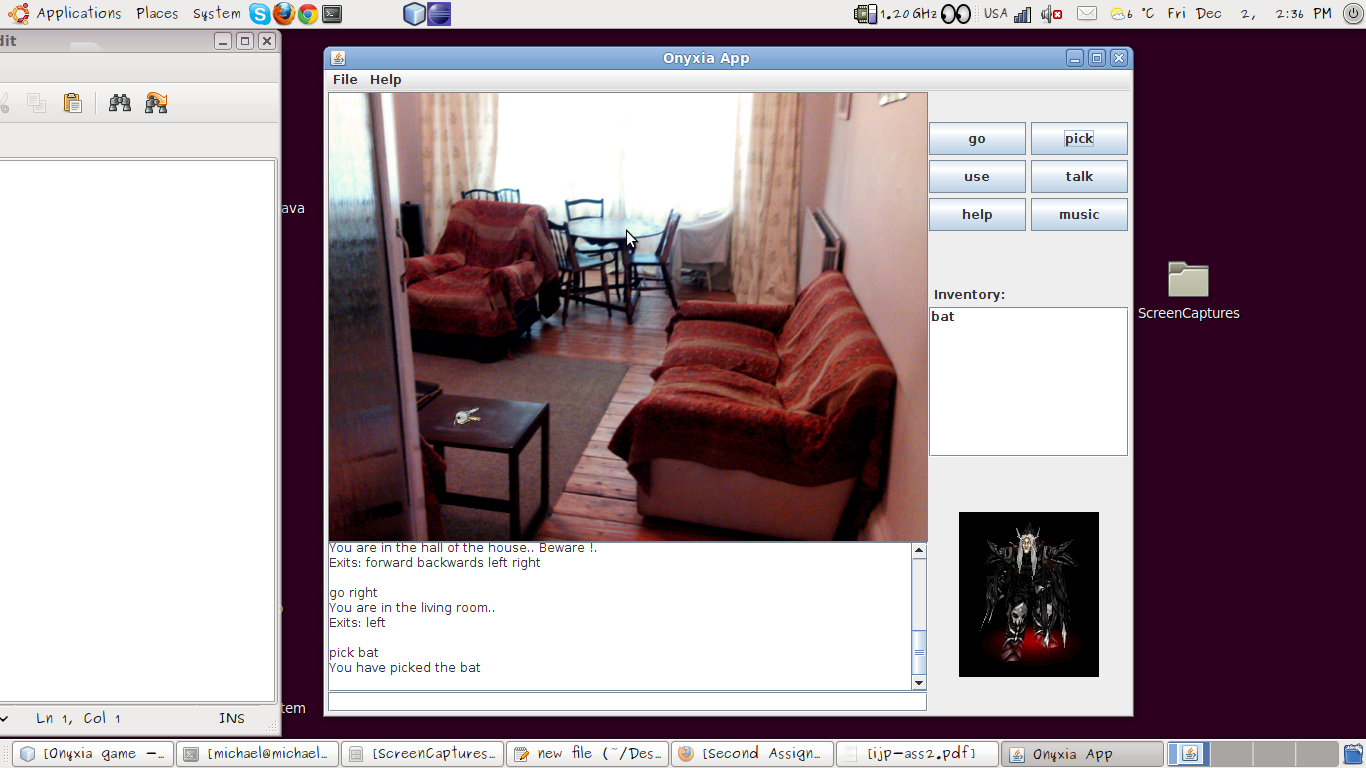 Applications Places System
1.20 GHz USA 6 °C Fri Dec 2, 2:36 PM
dit
Onyxia App
File Help
go pick
use talk
help music
Inventory:
bat
ava
ScreenCaptures
You are in the hall of the house.. Beware !.
Exits: forward backwards left right
go right
You are in the living room..
Exits: left
pick bat
You have picked the bat
tem
Ln 1, Col 1 INS
[Onyxia game –... [michael@michael... [ScreenCaptures... new file (~/Des... [Second Assign... [ijp-ass2.pdf] Onyxia App